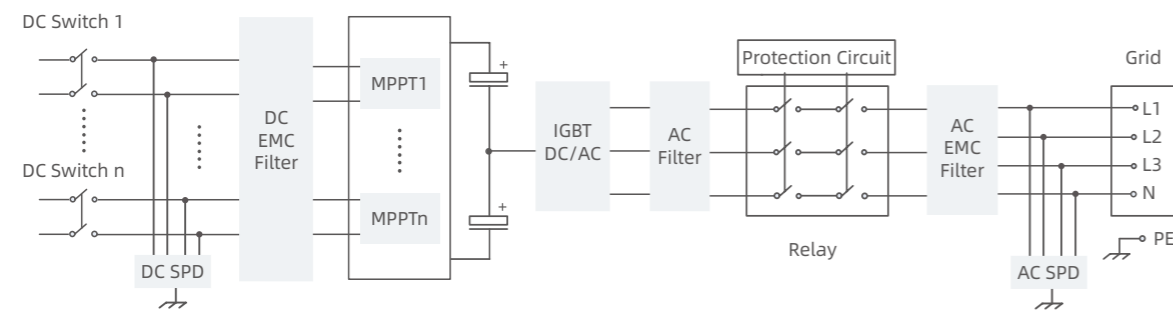 DC Switch 1
DC Switch n
DC SPD
DC
EMC
Filter
MPPT1
MPPTn
+
+
IGBT
DC/AC
AC
Filter
Protection Circuit
Relay
AC
EMC
Filter
AC SPD
Grid
L1
L2
L3
N
PE